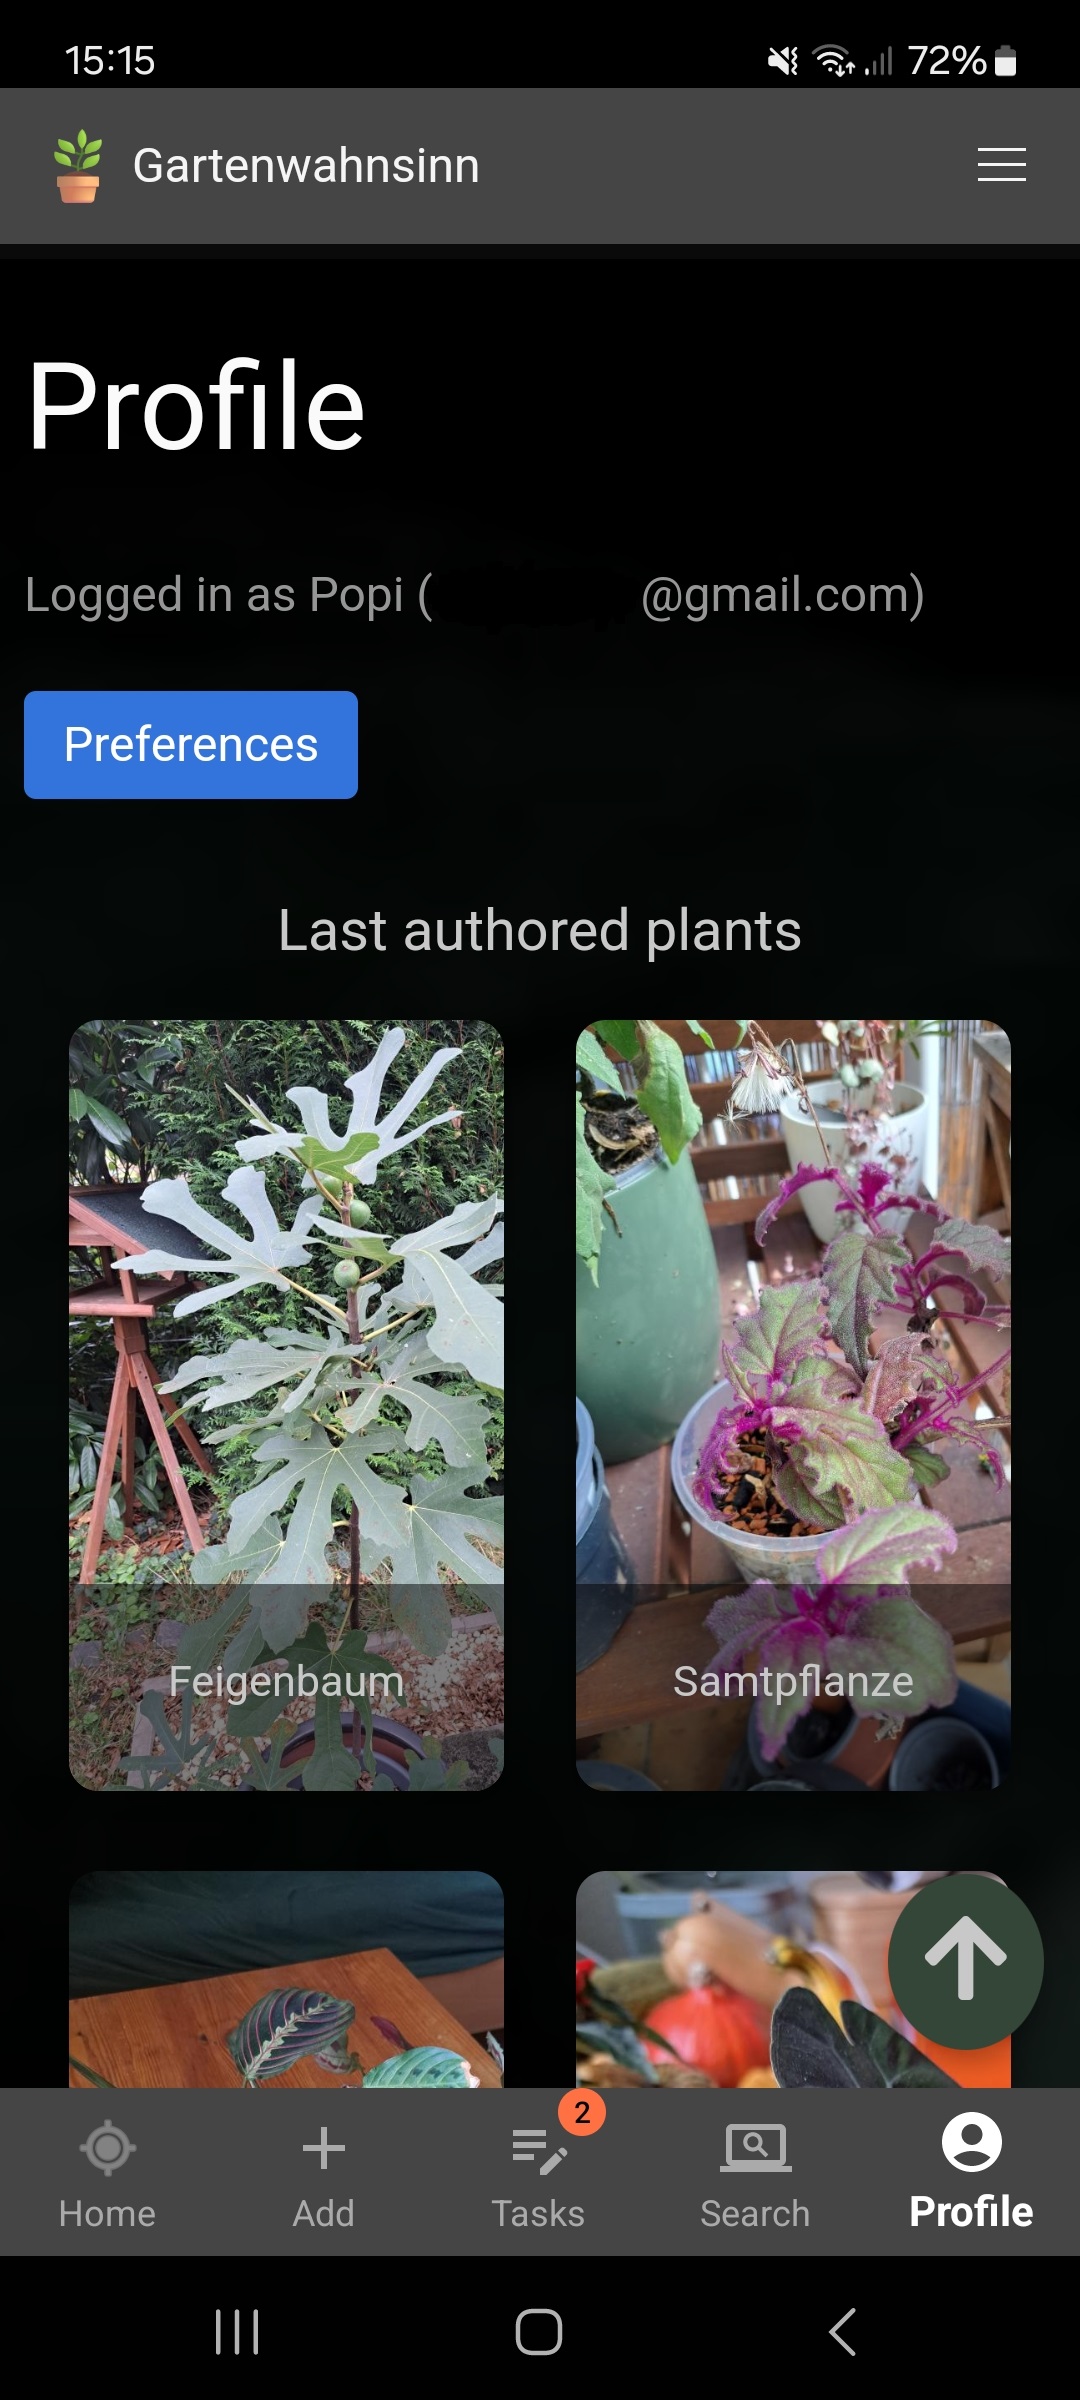 15:15
72%
Gartenwahnsinn
Profile
Logged in as Popi ( @gmail.com)
Preferences
Last authored plants
Feigenbaum
Samtpflanze
2
Home
Add
Tasks
Search
Profile